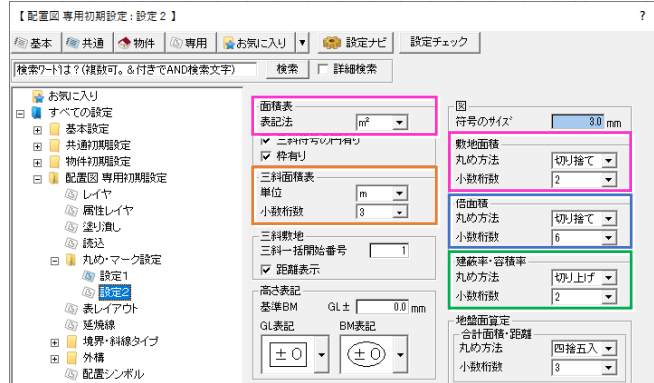 【 配置図 専用初期設定 : 設定２ 】 ?
基本 共通 物件 専用 お気に入り ▼ 設定ナビ 設定チェック
検索ワードは？(複数可。＆付きでAND検索文字) 検索 詳細検索
お気に入り
すべての設定
基本設定
共通初期設定
物件初期設定
配置図 専用初期設定
レイヤ
属性レイヤ
塗り潰し
読込
丸め・マーク設定
設定1
設定2
表レイアウト
延焼線
境界・斜線タイプ
外構
配置シンボル
面積表
表記法 m²
三斜符号の円有り
枠有り
三斜面積表
単位 m
小数桁数 3
三斜敷地
三斜一括開始番号 1
距離表示
高さ表記
基準BM GL± 0.0 mm
GL表記 BM表記
±０ ±０
図
符号のサイズ 3.0 mm
敷地面積
丸め方法 切り捨て
小数桁数 2
倍面積
丸め方法 切り捨て
小数桁数 6
建蔽率・容積率
丸め方法 切り上げ
小数桁数 2
地盤面算定
合計面積・距離
丸め方法 四捨五入
小数桁数 3